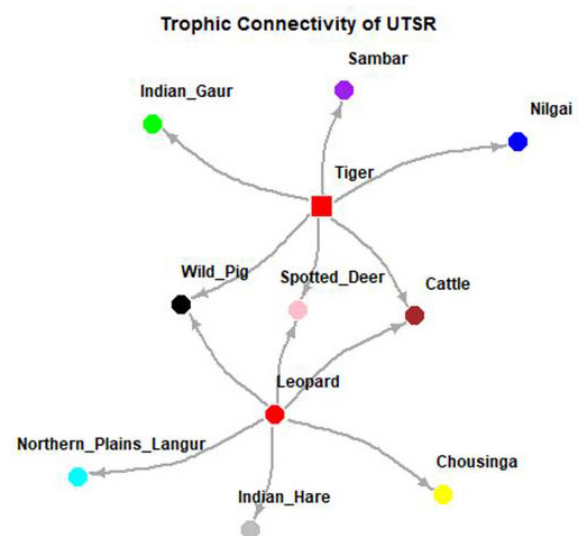 Trophic Connectivity of UTSR
Sambar
Indian_Gaur
Nilgai
Tiger
Wild_Pig
Spotted_Deer
Cattle
Leopard
Northern_Plains_Langur
Chousinga
Indian_Hare